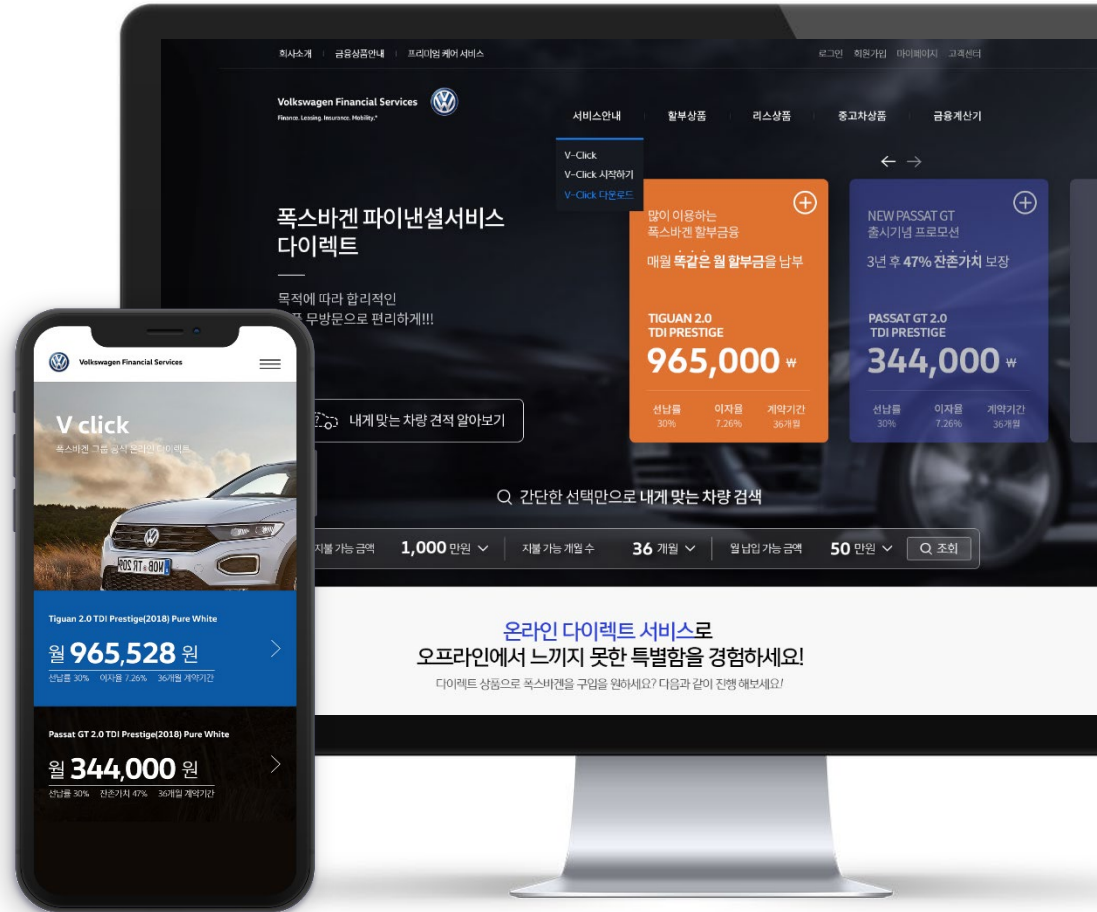 회사소개 금융상품안내 프리미엄 케어 서비스
로그인 회원가입 마이페이지 고객센터
Volkswagen Financial Services
Finance. Leasing. Insurance. Mobility.*
서비스안내 할부상품 리스상품 중고차상품 금융계산기
V-Click
V-Click 시작하기
V-Click 다운로드
폭스바겐 파이낸셜서비스
다이렉트
목적에 따라 합리적인
무방문으로 편리하게!!!
내게 맞는 차량 견적 알아보기
많이 이용하는
폭스바겐 할부금융
매월 똑같은 월 할부금을 납부
TIGUAN 2.0
TDI PRESTIGE
965,000 ₩
선납률 이자율 계약기간
30% 7.26% 36개월
NEW PASSAT GT
출시기념 프로모션
3년 후 47% 잔존가치 보장
PASSAT GT 2.0
TDI PRESTIGE
344,000 ₩
선납률 이자율 계약기간
30% 7.26% 36개월
간단한 선택만으로 내게 맞는 차량 검색
지불 가능 금액 1,000 만원 지불 가능 개월 수 36 개월 월 납입 가능 금액 50 만원 조회
온라인 다이렉트 서비스로
오프라인에서 느끼지 못한 특별함을 경험하세요!
다이렉트 상품으로 폭스바겐을 구입을 원하세요? 다음과 같이 진행 해보세요!
Volkswagen Financial Services
V click
폭스바겐 그룹 공식 온라인 다이렉트
Tiguan 2.0 TDI Prestige(2018) Pure White
월 965,528 원
선납률 30% 이자율 7.26% 36개월 계약기간
Passat GT 2.0 TDI Prestige(2018) Pure White
월 344,000 원
선납률 30% 잔존가치 47% 36개월 계약기간